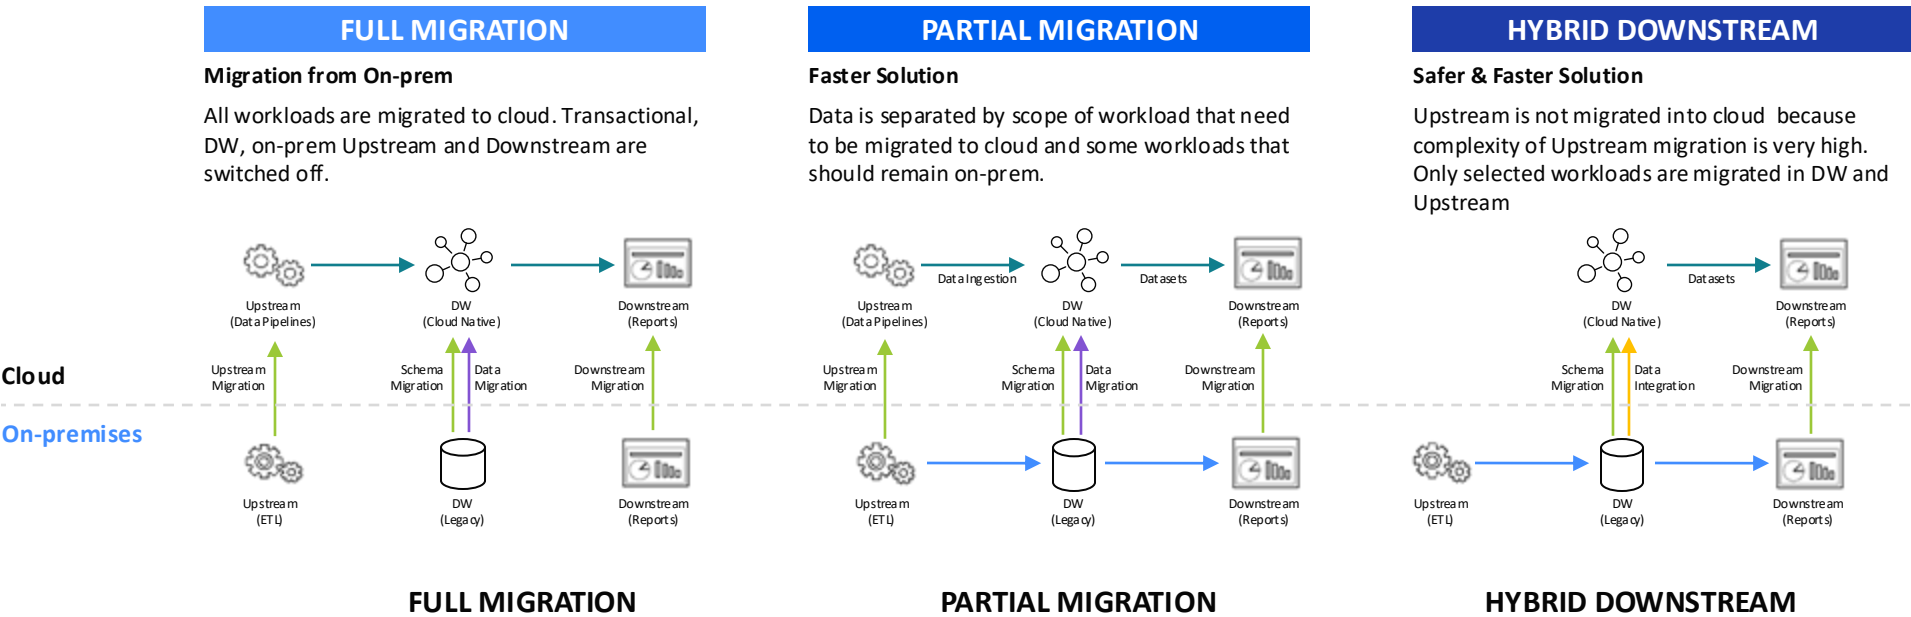 FULL MIGRATION
Migration from On-prem
All workloads are migrated to cloud. Transactional,
DW, on-prem Upstream and Downstream are
switched off.
Upstream
(Data Pipelines)
DW
(Cloud Native)
Downstream
(Reports)
Upstream
Migration
Schema
Migration
Data
Migration
Downstream
Migration
Upstream
(ETL)
DW
(Legacy)
Downstream
(Reports)
FULL MIGRATION
PARTIAL MIGRATION
Faster Solution
Data is separated by scope of workload that need
to be migrated to cloud and some workloads that
should remain on-prem.
Data Ingestion
Datasets
Upstream
(Data Pipelines)
DW
(Cloud Native)
Downstream
(Reports)
Upstream
Migration
Schema
Migration
Data
Migration
Downstream
Migration
Upstream
(ETL)
DW
(Legacy)
Downstream
(Reports)
PARTIAL MIGRATION
HYBRID DOWNSTREAM
Safer & Faster Solution
Upstream is not migrated into cloud because
complexity of Upstream migration is very high.
Only selected workloads are migrated in DW and
Upstream
Datasets
DW
(Cloud Native)
Downstream
(Reports)
Schema
Migration
Data
Integration
Downstream
Migration
Upstream
(ETL)
DW
(Legacy)
Downstream
(Reports)
HYBRID DOWNSTREAM
Cloud
On-premises